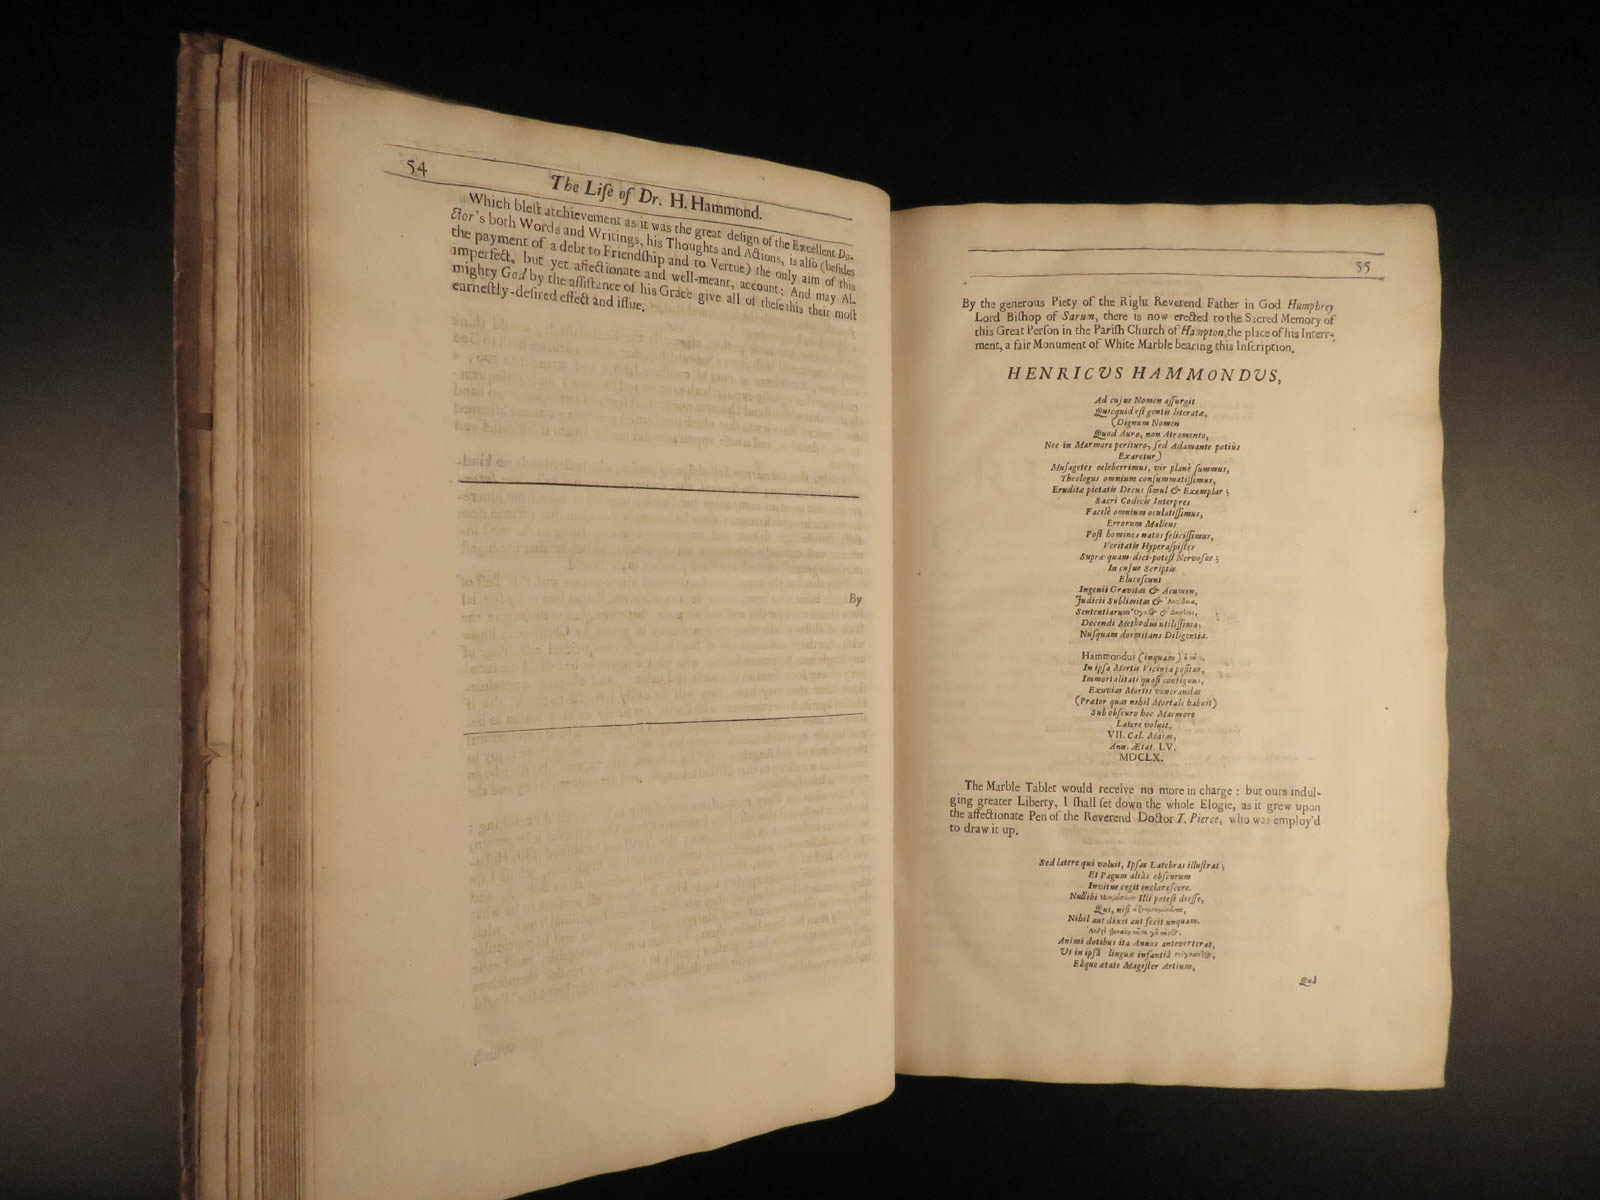 54
The Life of Dr. H. Hammond.
Which bleſt atchievement as it was the great deſign of the Excellent Do-
ctor's both Words and Writings, his Thoughts and Actions, is alſo (beſides
the payment of a debt to Friendſhip and to Vertue) the only aim of this
imperfect, but yet affectionate and well-meant, account: And may Al-
mighty God by the aſſiſtance of his Grace give all of theſe this their moſt
earneſtly-deſired effect and iſſue.
By
55
By the generous Piety of the Right Reverend Father in God Humphrey
Lord Biſhop of Sarum, there is now erected to the Sacred Memory of
this Great Perſon in the Pariſh Church of Hampton, the place of his Interr-
ment, a fair Monument of White Marble bearing this Inſcription.
HENRICVS HAMMONDVS,
Ad cujus Nomen aſſurgit
Quicquid eſt gentis literatæ,
(Dignum Nomen
Quod Auro, non Atramento,
Nec in Marmore perituro, ſed Adamante potiùs
Exaretur)
Muſagetes celeberrimus, vir planè ſummus,
Theologus omnium conſummatiſſimus,
Eruditæ pietatis Decus ſimul & Exemplar;
Sacri Codicis Interpres
Facilè omnium oculatiſſimus,
Errorum Malleus
Poſt homines natos feliciſſimus,
Veritatis Hyperaſpiſtes
Supra-quam-dici-poteſt Nervoſus;
In cujus Scriptis
Eluceſcunt
Ingenii Gravitas & Acumen,
Judicii Sublimitas &
Sententiarum &
Docendi Methodus utiliſſima,
Nuſquam dormitans Diligentia.
Hammondus (inquam)
In ipſa Mortis Vicinia poſitus,
Immortalitati quaſi contiguus,
Exuvias Mortis venerandas
(Præter quas nihil Mortale habuit)
Sub obſcuro hoc Marmore
Latere voluit,
VII. Cal. Maias,
Ann. Ætat. LV.
MDCLX.
The Marble Tablet would receive no more in charge: but ours indul-
ging greater Liberty, I ſhall ſet down the whole Elogie, as it grew upon
the affectionate Pen of the Reverend Doctor T. Pierce, who was employ'd
to draw it up.
Sed latere qui voluit, Ipſas Latebras illuſtrat;
Et Pagum aliàs obſcurum
Invitus cogit inclareſcere.
Nullibi Illi poteſt deeſſe,
Qui, niſi
Nihil aut dixit aut fecit unquam.
Animi dotibus ita Annos anteverterat,
Ut in ipſâ linguæ infantiâ
Eâque ætate Magiſter Artium,
Quâ